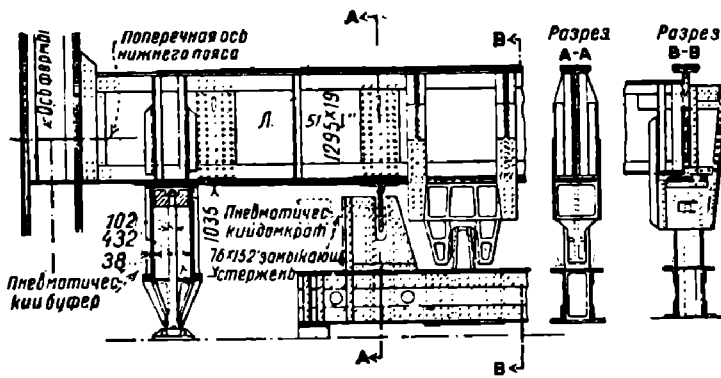 А
В
Поперечная ось
нижнего пояса
Ось фермы
Разрез
А-А
Разрез
В-В
Л.
1295×19
102
432
38
1035
Пневматичес-
кий домкрат
76×152 замыкающ
стержень
Пневматичес-
кий буфер
А
В